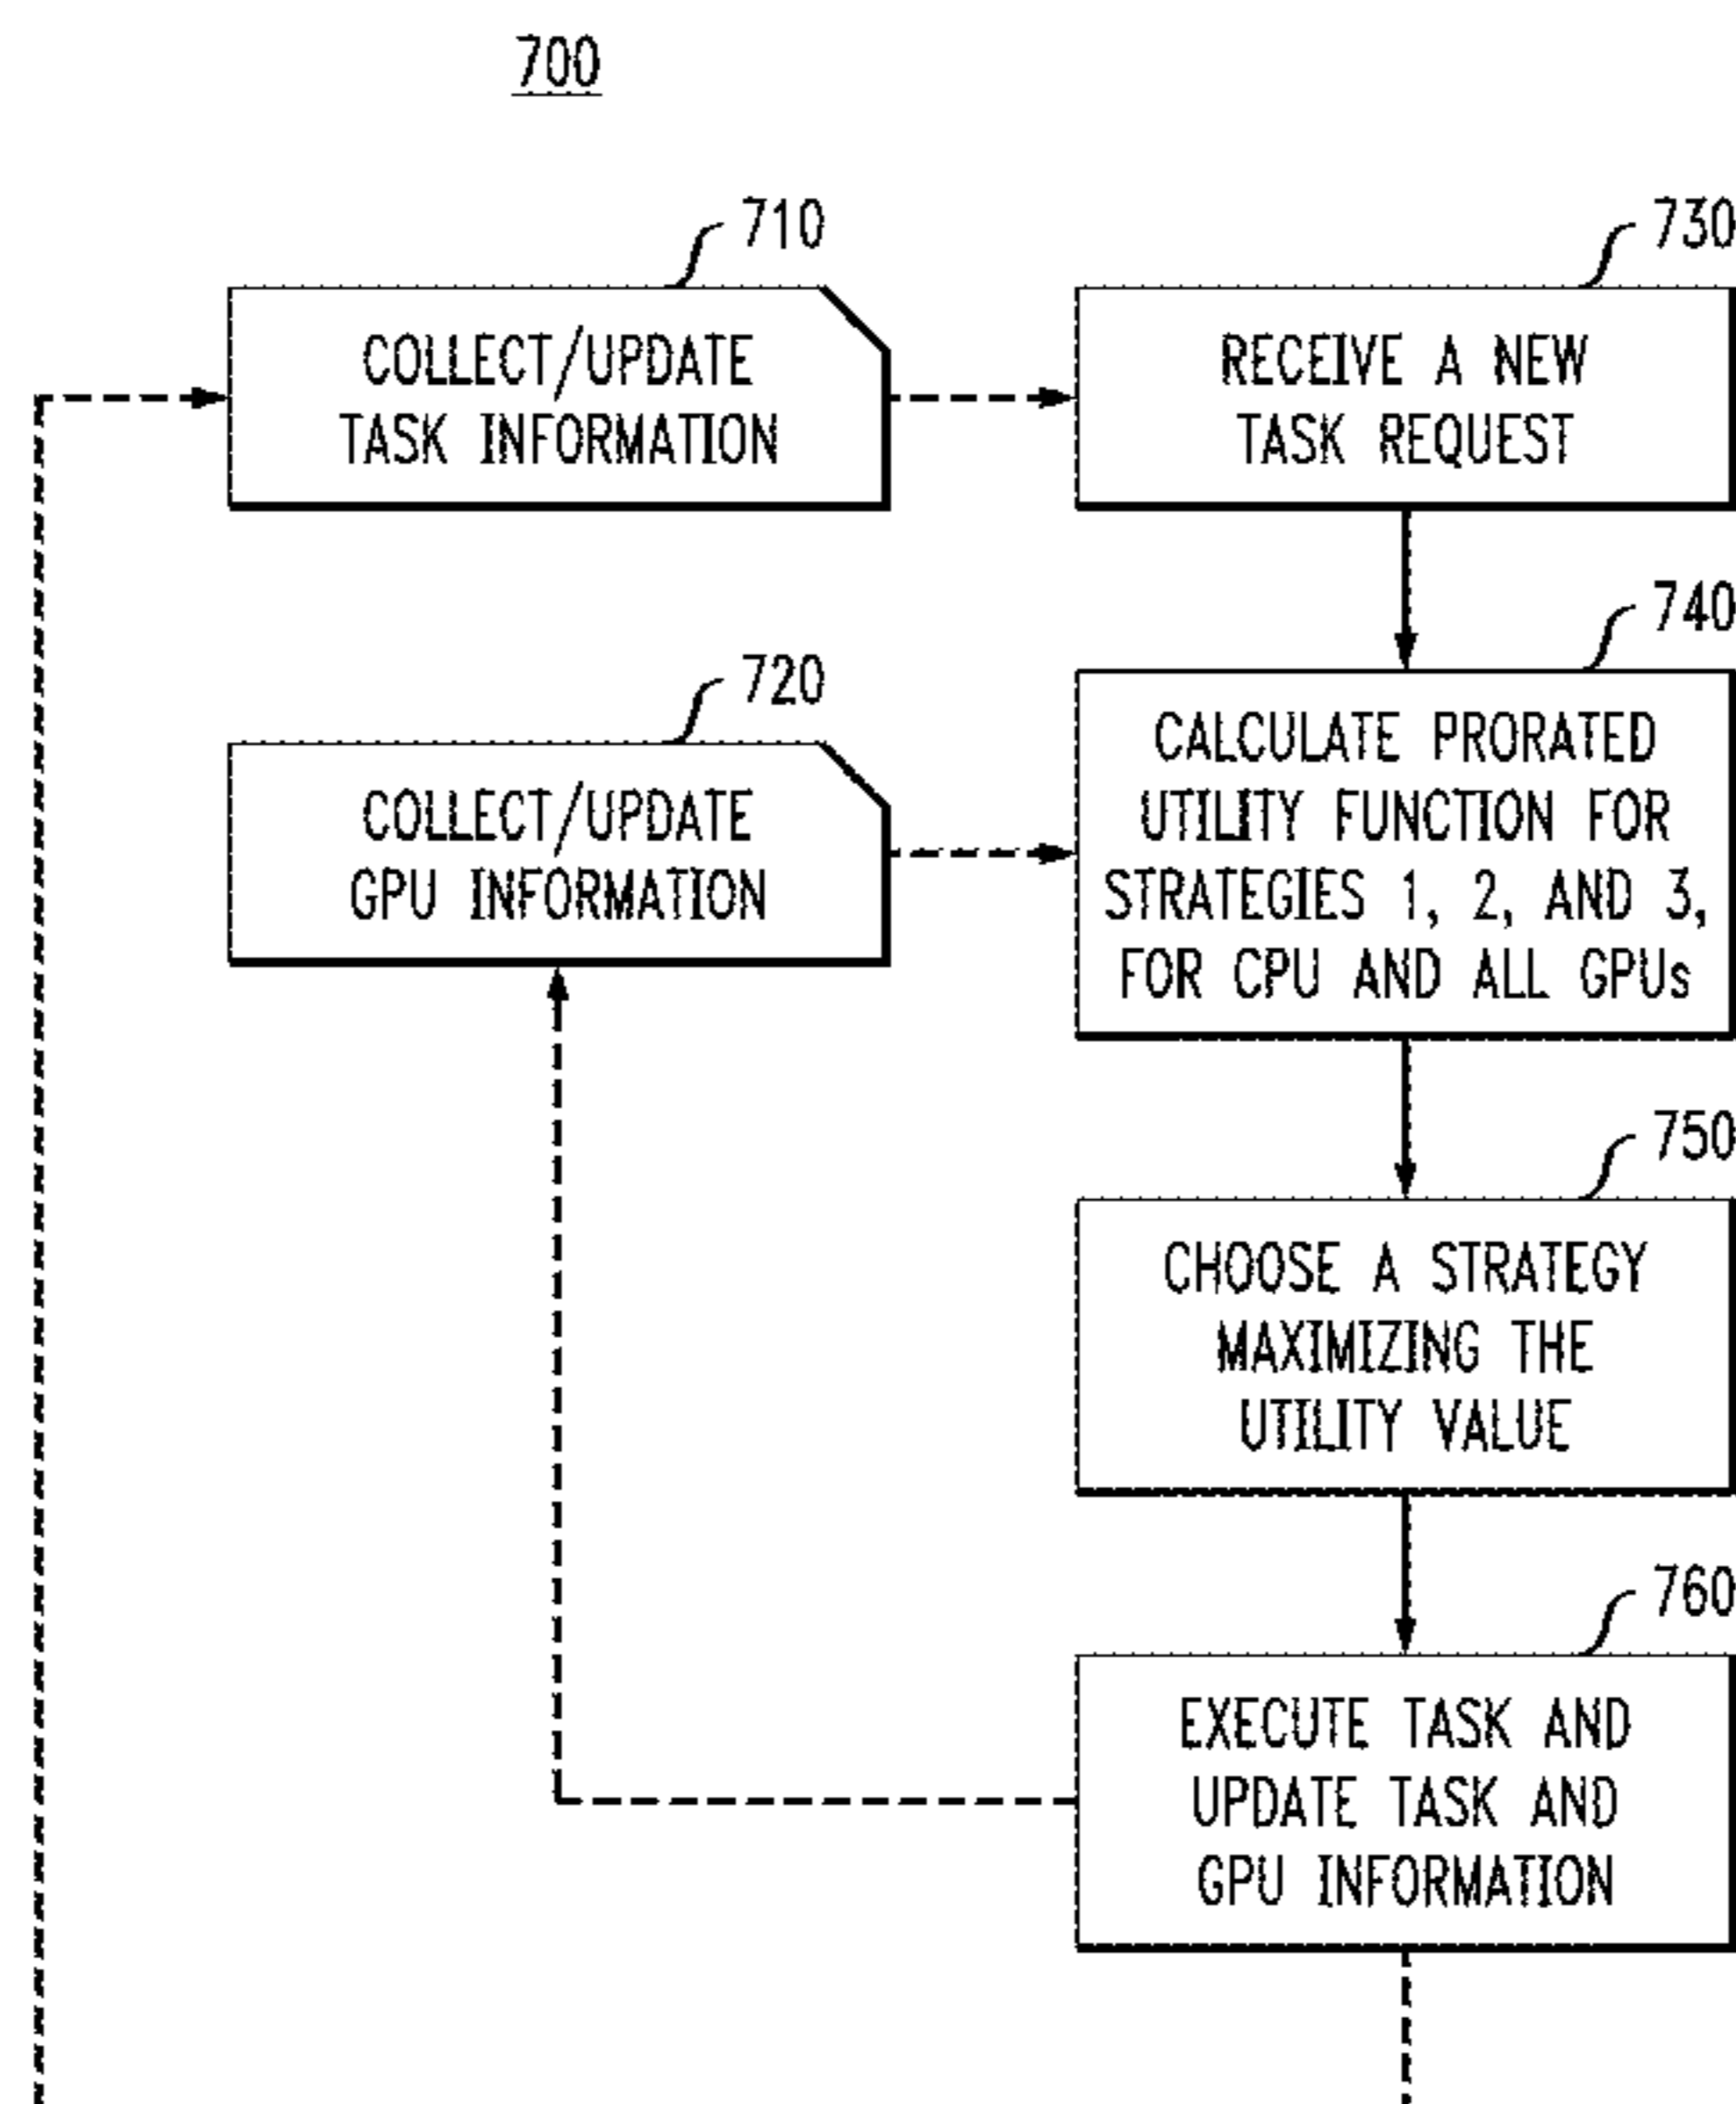 700
710
COLLECT/UPDATE
TASK INFORMATION
720
COLLECT/UPDATE
GPU INFORMATION
730
RECEIVE A NEW
TASK REQUEST
740
CALCULATE PRORATED
UTILITY FUNCTION FOR
STRATEGIES 1, 2, AND 3,
FOR CPU AND ALL GPUs
750
CHOOSE A STRATEGY
MAXIMIZING THE
UTILITY VALUE
760
EXECUTE TASK AND
UPDATE TASK AND
GPU INFORMATION